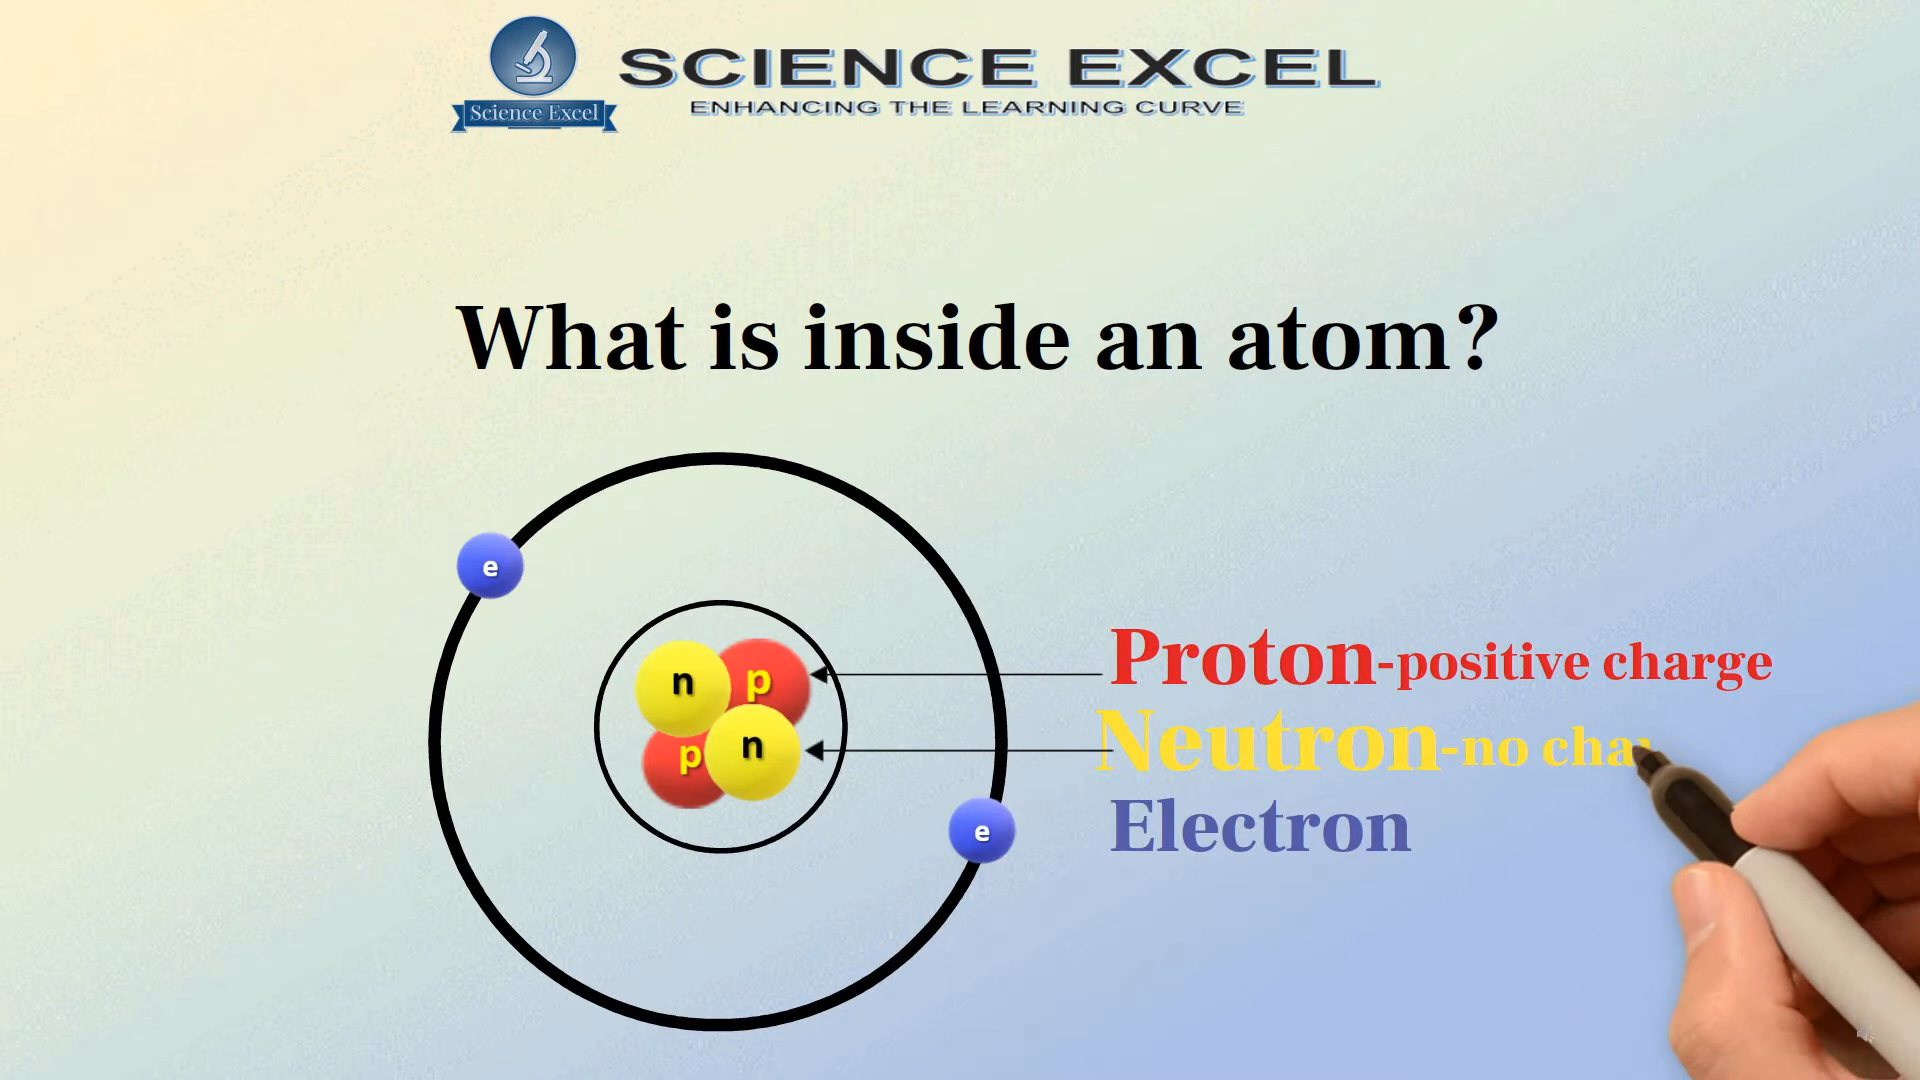 SCIENCE EXCEL
Science Excel
ENHANCING THE LEARNING CURVE
What is inside an atom?
e
n
p
p
n
e
Proton-positive charge
Neutron-no cha
Electron